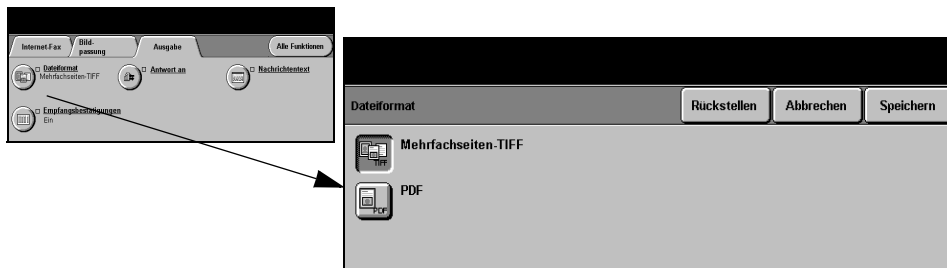 Internet-Fax
Bild-
passung
Ausgabe
Alle Funktionen
Dateiformat
Mehrfachseiten-TIFF
Antwort an
Nachrichtentext
Empfangsbestätigungen
Ein
Dateiformat
Rückstellen
Abbrechen
Speichern
TIFF
Mehrfachseiten-TIFF
PDF
PDF